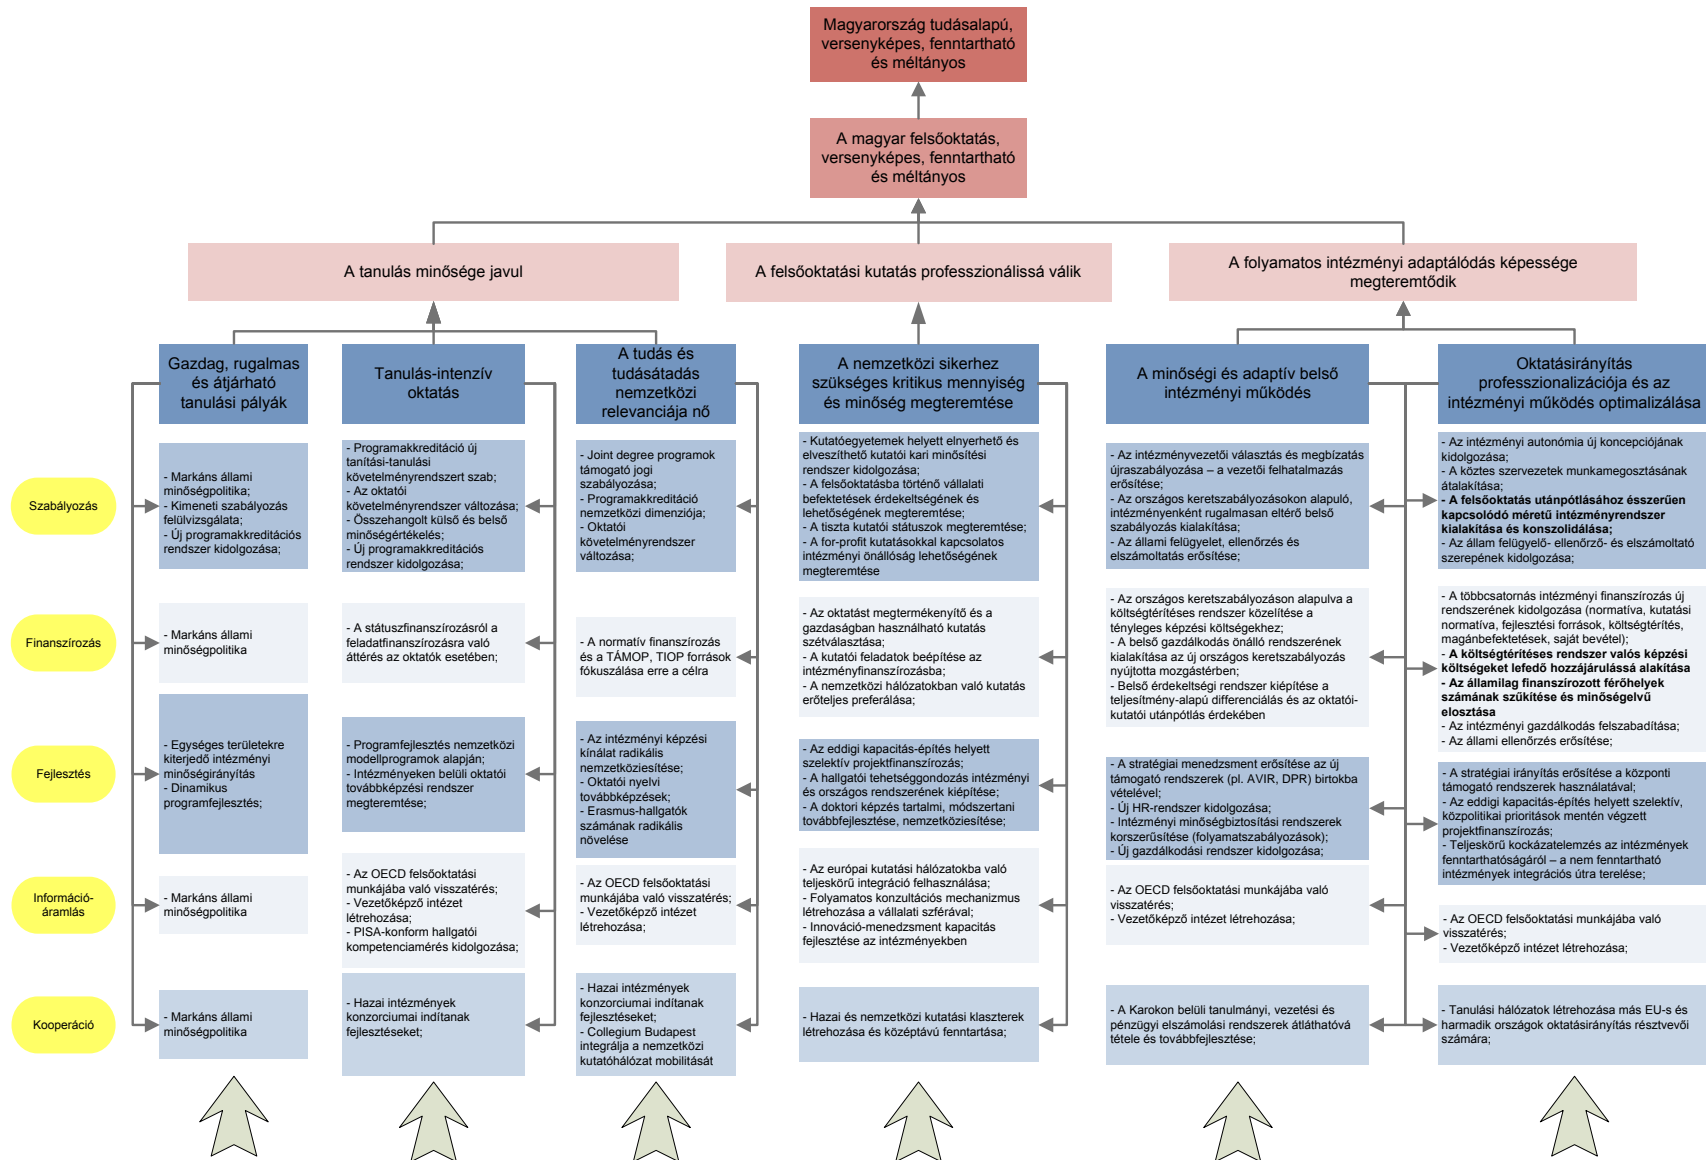 Magyarország tudásalapú,
versenyképes, fenntartható
és méltányos
A magyar felsőoktatás,
versenyképes, fenntartható
és méltányos
A tanulás minősége javul
A felsőoktatási kutatás professzionálissá válik
A folyamatos intézményi adaptálódás képessége
megteremtődik
Gazdag, rugalmas
és átjárható
tanulási pályák
Tanulás-intenzív
oktatás
A tudás és
tudásátadás
nemzetközi
relevanciája nő
A nemzetközi sikerhez
szükséges kritikus mennyiség
és minőség megteremtése
A minőségi és adaptív belső
intézményi működés
Oktatásirányítás
professzionalizációja és az
intézményi működés optimalizálása
Szabályozás
- Markáns állami
minőségpolitika;
- Kimeneti szabályozás
felülvizsgálata
- Új programakkreditációs
rendszer kidolgozása;
- Programakkreditáció új
tanítási-tanulási
követelményrendszert szab;
- Az oktatói
követelményrendszer változása;
- Összehangolt külső és belső
minőségértékelés;
- Új programakkreditációs
rendszer kidolgozása;
- Joint degree programok
támogató jogi
szabályozása;
- Programakkreditáció
nemzetközi dimenziója;
- Oktatói
követelményrendszer
változása;
- Kutatóegyetemek helyett elnyerhető és
elveszíthető kutatói kari minősítési
rendszer kidolgozása;
- A felsőoktatásba történő vállalati
befektetések érdekeltségének és
lehetőségének megteremtése;
- A tiszta kutatói státuszok megteremtése;
- A for-profit kutatásokkal kapcsolatos
intézményi önállóság lehetőségének
megteremtése
- Az intézményvezetői választás és megbízatás
újraszabályozása – a vezetői felhatalmazás
erősítése;
- Az országos keretszabályozásokon alapuló,
intézményenként rugalmasan eltérő belső
szabályozás kialakítása;
- Az állami felügyelet, ellenőrzés és
elszámoltatás erősítése;
- Az intézményi autonómia új koncepciójának
kidolgozása;
- A köztes szervezetek munkamegosztásának
átalakítása;
- A felsőoktatás utánpótlásához ésszerűen
kapcsolódó méretű intézményrendszer
kialakítása és konszolidálása;
- Az állam felügyelő- ellenőrző- és elszámoltató
szerepének kidolgozása;
Finanszírozás
- Markáns állami
minőségpolitika
- A státuszfinanszírozásról a
feladatfinanszírozásra való
áttérés az oktatók esetében;
- A normatív finanszírozás
és a TÁMOP, TIOP források
fókuszálása erre a célra
- Az oktatást megtermékenyítő és a
gazdaságban használható kutatás
szétválasztása;
- A kutatói feladatok beépítése az
intézményfinanszírozásba;
- A nemzetközi hálózatokban való kutatás
erőteljes preferálása;
- Az országos keretszabályozáson alapulva a
költségtérítéses rendszer közelítése a
tényleges képzési költségekhez;
- A belső gazdálkodás önálló rendszerének
kialakítása az új országos keretszabályozás
nyújtotta mozgástérben;
- Belső érdekeltségi rendszer kiépítése a
teljesítmény-alapú differenciálás és az oktatói-
kutatói utánpótlás érdekében
- A többcsatornás intézményi finanszírozás új
rendszerének kidolgozása (normatíva, kutatási
normatíva, fejlesztési források, költségtérítés,
magánbefektetések, saját bevétel);
- A költségtérítéses rendszer valós képzési
költségeket lefedő hozzájárulássá alakítása
- Az államilag finanszírozott férőhelyek
számának szűkítése és minőségelvű
elosztása
- Az intézményi gazdálkodás felszabadítása;
- Az állami ellenőrzés erősítése;
Fejlesztés
- Egységes területekre
kiterjedő intézményi
minőségirányítás
- Dinamikus
programfejlesztés;
- Programfejlesztés nemzetközi
modellprogramok alapján;
- Intézményeken belüli oktatói
továbbképzési rendszer
megteremtése;
- Az intézményi képzési
kínálat radikális
nemzetköziesítése;
- Oktatói nyelvi
továbbképzések;
- Erasmus-hallgatók
számának radikális
növelése
- Az eddigi kapacitás-építés helyett
szelektív projektfinanszírozás;
- A hallgatói tehetséggondozás intézményi
és országos rendszerének kiépítése;
- A doktori képzés tartalmi, módszertani
továbbfejlesztése, nemzetköziesítése;
- A stratégiai menedzsment erősítése az új
támogató rendszerek (pl. AVIR, DPR) birtokba
vételével;
- Új HR-rendszer kidolgozása;
- Intézményi minőségbiztosítási rendszerek
korszerűsítése (folyamatszabályozások);
- Új gazdálkodási rendszer kidolgozása;
- A stratégiai irányítás erősítése a központi
támogató rendszerek használatával;
- Az eddigi kapacitás-építés helyett szelektív,
közpolitikai prioritások mentén végzett
projektfinanszírozás;
- Teljeskörű kockázatelemzés az intézmények
fenntarthatóságáról – a nem fenntartható
intézmények integrációs útra terelése;
Információ-
áramlás
- Markáns állami
minőségpolitika
- Az OECD felsőoktatási
munkájába való visszatérés;
- Vezetőképző intézet
létrehozása;
- PISA-konform hallgatói
kompetenciamérés kidolgozása;
- Az OECD felsőoktatási
munkájába való visszatérés;
- Vezetőképző intézet
létrehozása;
- Az európai kutatási hálózatokba való
teljeskörű integráció felhasználása;
- Folyamatos konzultációs mechanizmus
létrehozása a vállalati szférával;
- Innováció-menedzsment kapacitás
fejlesztése az intézményekben
- Az OECD felsőoktatási munkájába való
visszatérés;
- Vezetőképző intézet létrehozása;
- Az OECD felsőoktatási munkájába való
visszatérés;
- Vezetőképző intézet létrehozása;
Kooperáció
- Markáns állami
minőségpolitika
- Hazai intézmények
konzorciumai indítanak
fejlesztéseket;
- Hazai intézmények
konzorciumai indítanak
fejlesztéseket;
- Collegium Budapest
integrálja a nemzetközi
kutatóhálózat mobilitását
- Hazai és nemzetközi kutatási klaszterek
létrehozása és középtávú fenntartása;
- A Karokon belüli tanulmányi, vezetési és
pénzügyi elszámolási rendszerek átláthatóvá
tétele és továbbfejlesztése;
- Tanulási hálózatok létrehozása más EU-s és
harmadik országok oktatásirányítás résztvevői
számára;